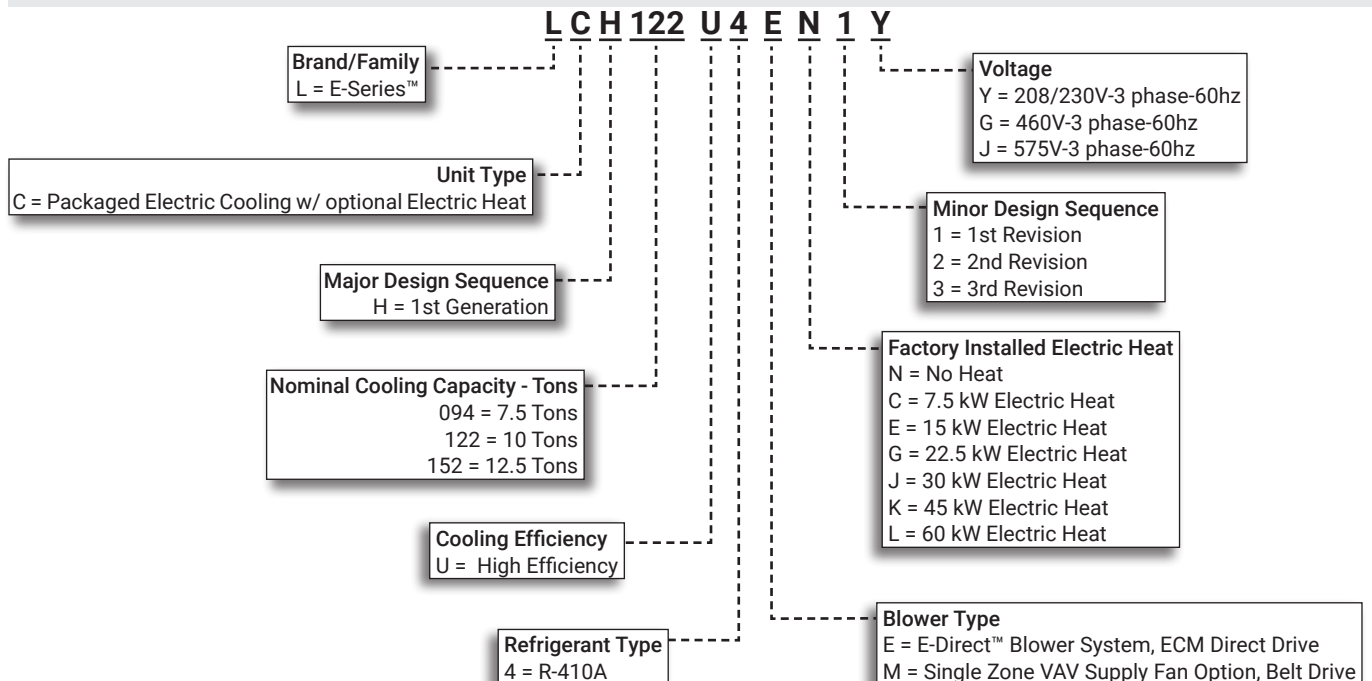 L C H 122 U 4 E N 1 Y
Brand/Family
L = E-Series™
Unit Type
C = Packaged Electric Cooling w/ optional Electric Heat
Major Design Sequence
H = 1st Generation
Nominal Cooling Capacity - Tons
094 = 7.5 Tons
122 = 10 Tons
152 = 12.5 Tons
Cooling Efficiency
U = High Efficiency
Refrigerant Type
4 = R-410A
Voltage
Y = 208/230V-3 phase-60hz
G = 460V-3 phase-60hz
J = 575V-3 phase-60hz
Minor Design Sequence
1 = 1st Revision
2 = 2nd Revision
3 = 3rd Revision
Factory Installed Electric Heat
N = No Heat
C = 7.5 kW Electric Heat
E = 15 kW Electric Heat
G = 22.5 kW Electric Heat
J = 30 kW Electric Heat
K = 45 kW Electric Heat
L = 60 kW Electric Heat
Blower Type
E = E-Direct™ Blower System, ECM Direct Drive
M = Single Zone VAV Supply Fan Option, Belt Drive